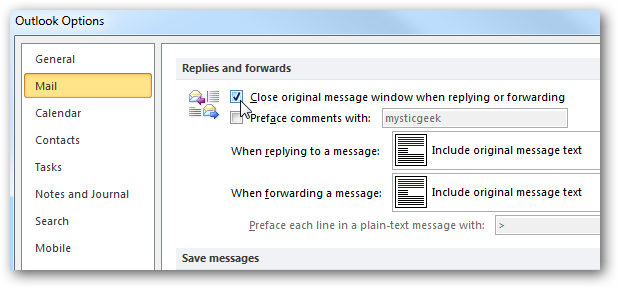 Outlook Options
General
Mail
Calendar
Contacts
Tasks
Notes and Journal
Search
Mobile
Replies and forwards
Close original message window when replying or forwarding
Preface comments with: mysticgeek
When replying to a message: Include original message text
When forwarding a message: Include original message text
Preface each line in a plain-text message with: >
Save messages